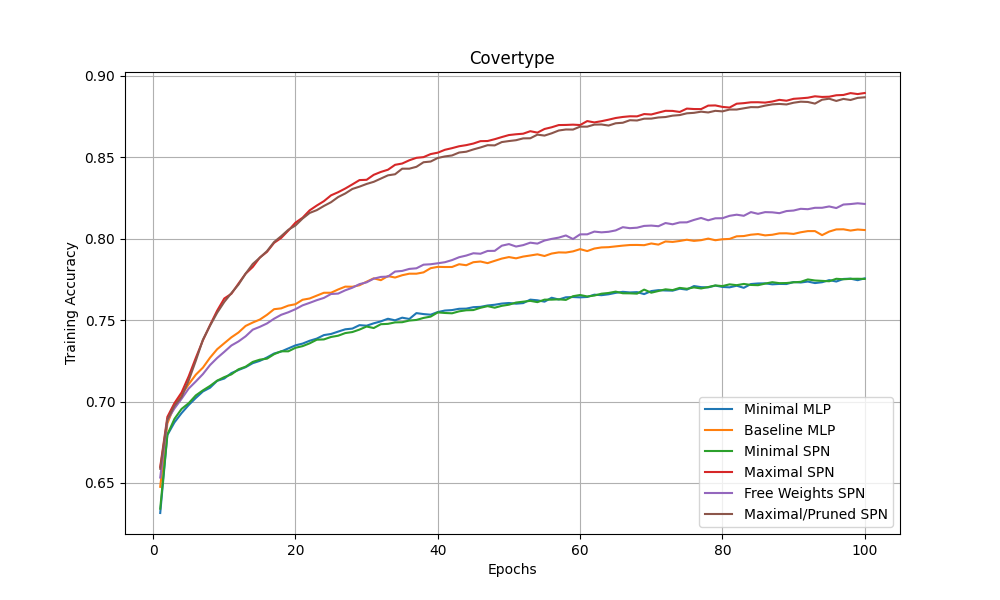 Covertype
0.90
0.85
0.80
0.75
0.70
0.65
Training Accuracy
0 20 40 60 80 100
Epochs
Minimal MLP
Baseline MLP
Minimal SPN
Maximal SPN
Free Weights SPN
Maximal/Pruned SPN